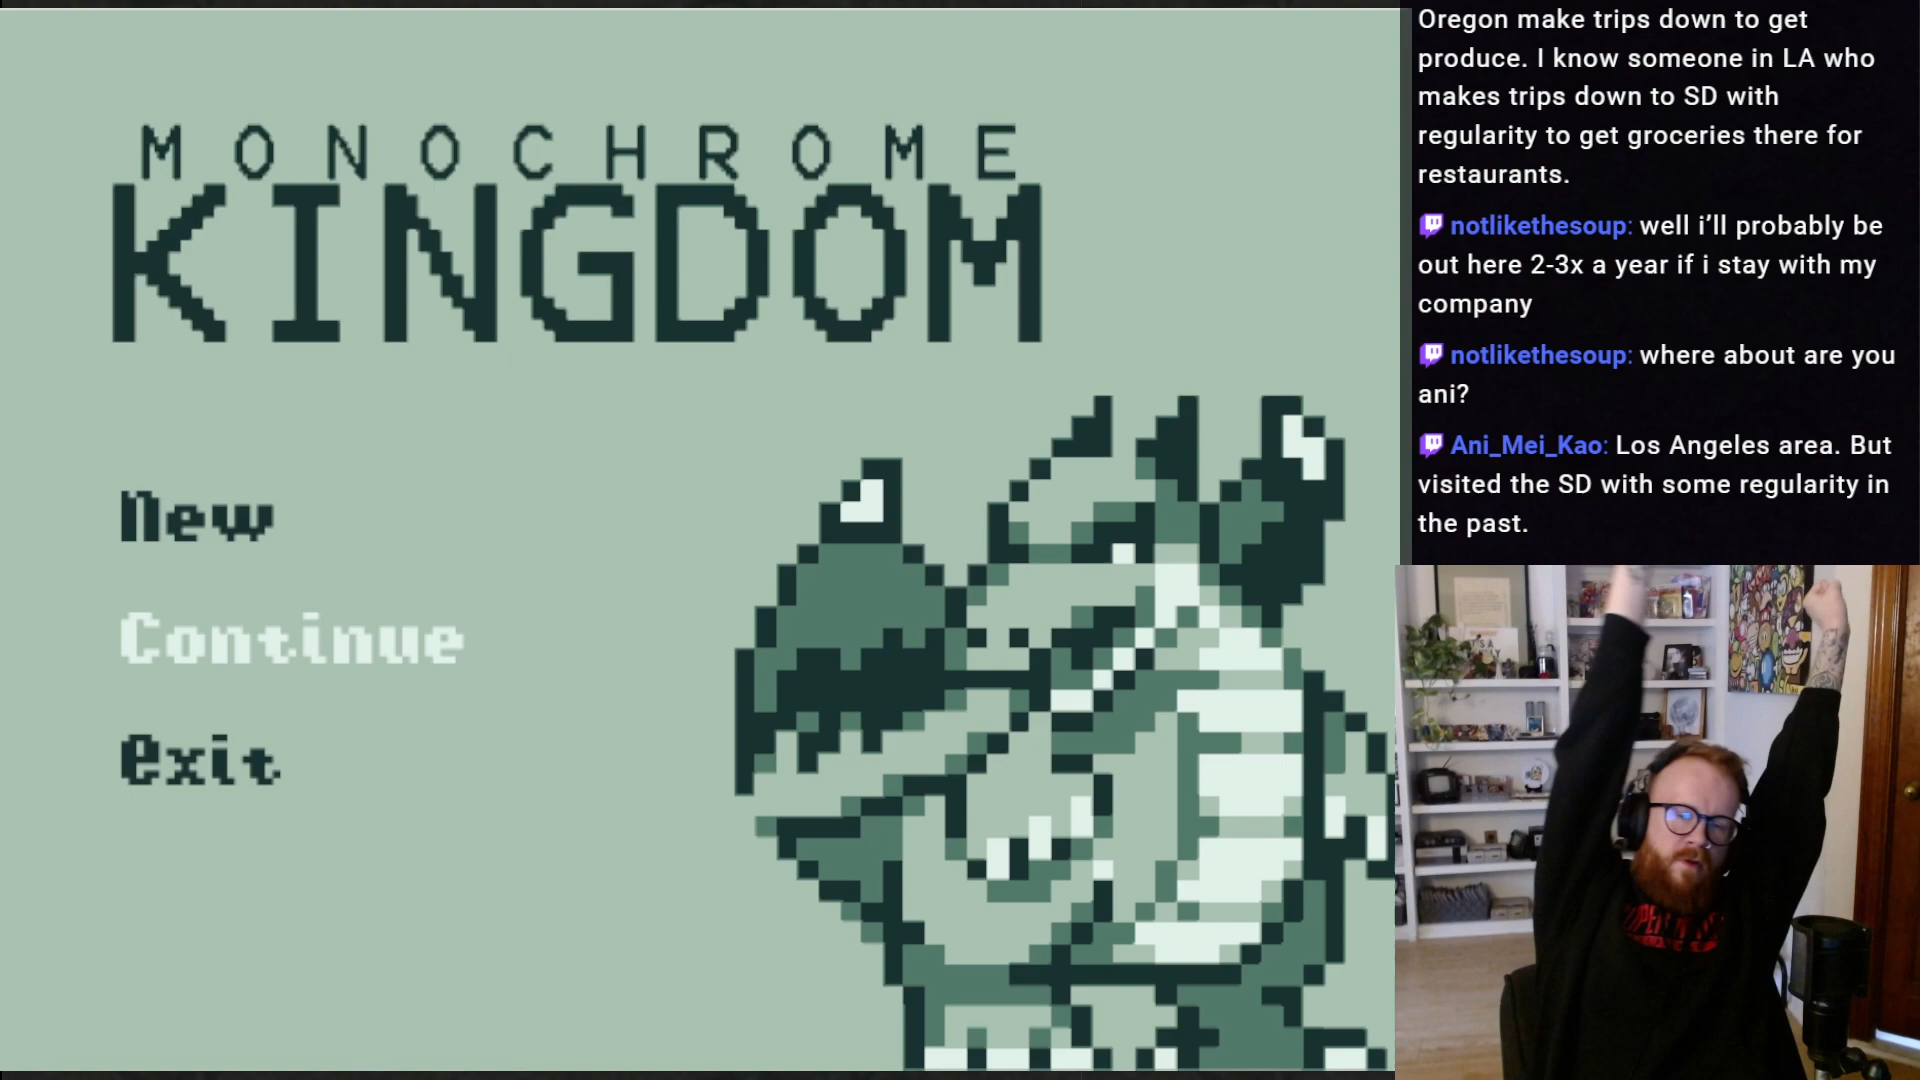 MONOCHROME
KINGDOM
New
Continue
Exit
Oregon make trips down to get
produce. I know someone in LA who
makes trips down to SD with
regularity to get groceries there for
restaurants.
notlikethesoup: well i’ll probably be
out here 2-3x a year if i stay with my
company
notlikethesoup: where about are you
ani?
Ani_Mei_Kao: Los Angeles area. But
visited the SD with some regularity in
the past.